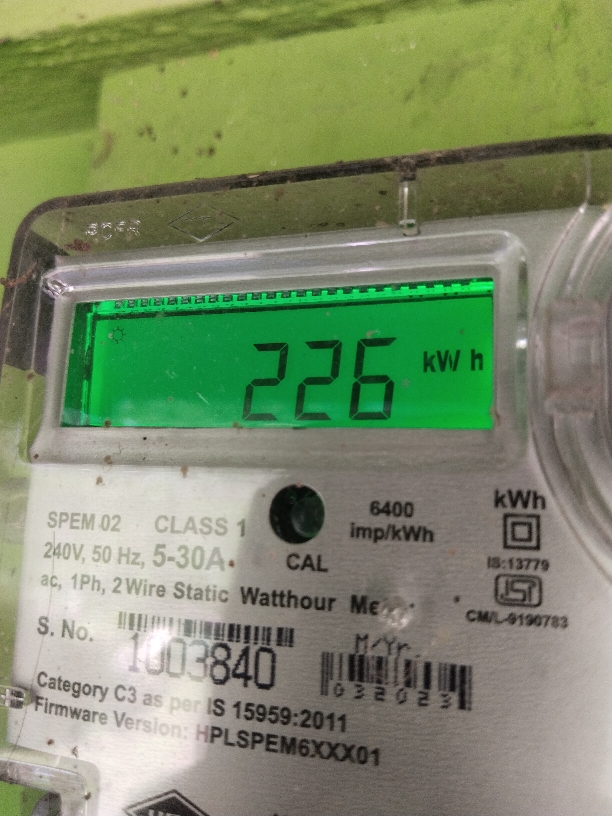 226 kW h
SPEM 02 CLASS 1
240V, 50 Hz, 5-30A
ac, 1Ph, 2 Wire Static Watthour
CAL
6400
imp/kWh
kWh
IS:13779
ISI
CM/L-9190783
S. No.
1003840
M/Yr.
032023
Category C3 as per IS 15959:2011
Firmware Version: HPLSPEM6XXX01